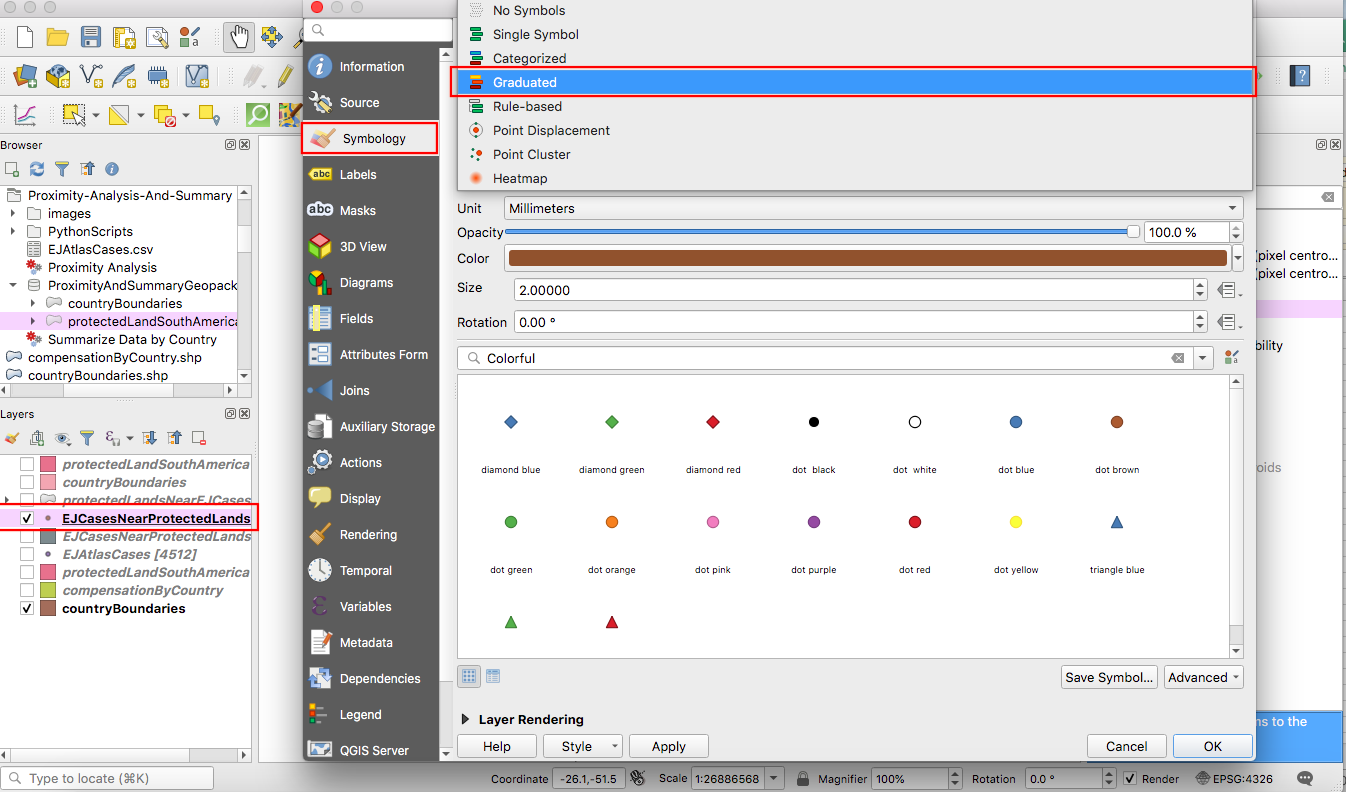 No Symbols
Single Symbol
Categorized
Graduated
Rule-based
Point Displacement
Point Cluster
Heatmap
Information
Source
Symbology
Labels
Masks
3D View
Diagrams
Fields
Attributes Form
Joins
Auxiliary Storage
Actions
Display
Rendering
Temporal
Variables
Metadata
Dependencies
Legend
QGIS Server
Browser
Proximity-Analysis-And-Summary
images
PythonScripts
EJAtlasCases.csv
Proximity Analysis
ProximityAndSummaryGeopack
countryBoundaries
protectedLandSouthAmerica
Summarize Data by Country
compensationByCountry.shp
countryBoundaries.shp
Layers
protectedLandSouthAmerica
countryBoundaries
protectedLandsNearEJCases
EJCasesNearProtectedLands
EJCasesNearProtectedLands
EJAtlasCases [4512]
protectedLandSouthAmerica
compensationByCountry
countryBoundaries
Unit Millimeters
Opacity 100.0 %
Color
Size 2.00000
Rotation 0.00 °
Colorful
diamond blue diamond green diamond red dot black dot white dot blue dot brown
dot green dot orange dot pink dot purple dot red dot yellow triangle blue
Save Symbol... Advanced
Layer Rendering
Help Style Apply Cancel OK
(pixel centro...
(pixel centro...
bility
oids
ns to the
Type to locate (⌘K) Coordinate -26.1,-51.5 Scale 1:26886568 Magnifier 100% Rotation 0.0 ° Render EPSG:4326